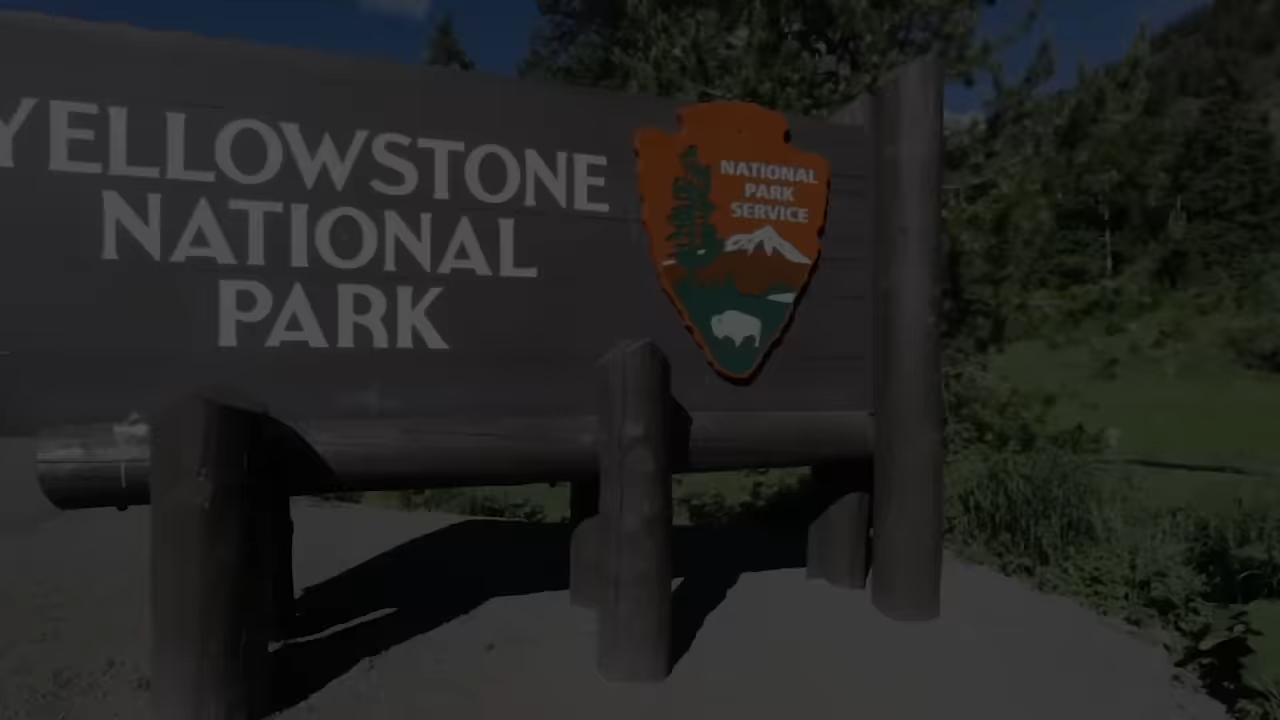 YELLOWSTONE
NATIONAL
PARK
NATIONAL
PARK
SERVICE